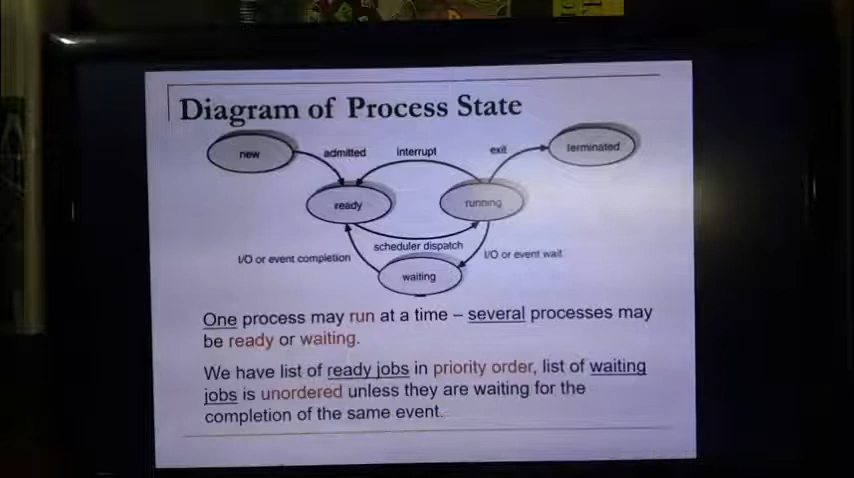 Diagram of Process State
new
admitted
interrupt
exit
terminated
ready
running
scheduler dispatch
I/O or event completion
I/O or event wait
waiting
One process may run at a time – several processes may
be ready or waiting.
We have list of ready jobs in priority order, list of waiting
jobs is unordered unless they are waiting for the
completion of the same event.